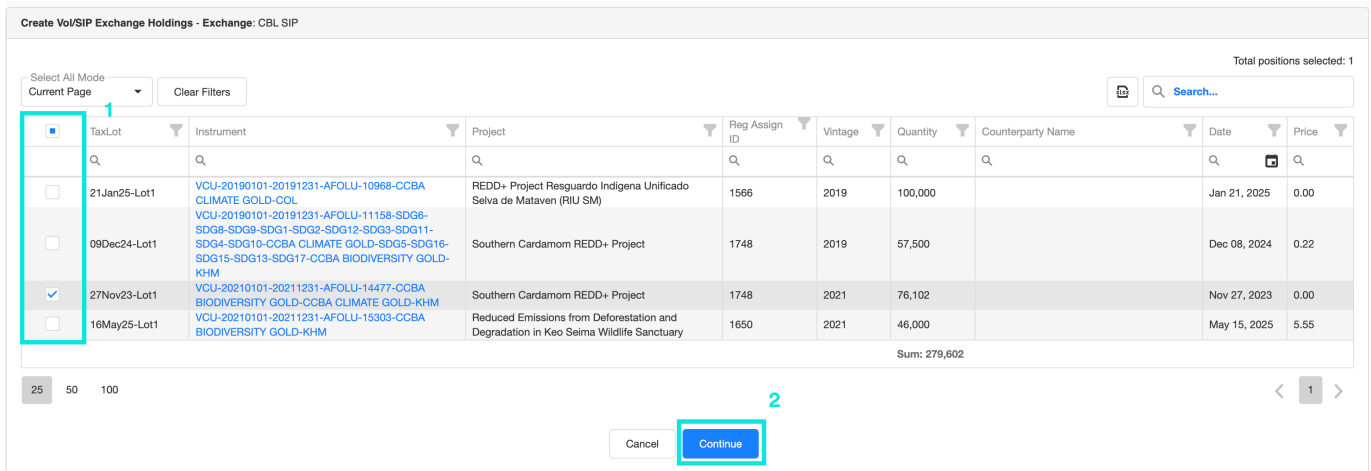 Create Vol/SIP Exchange Holdings - Exchange: CBL SIP
Total positions selected: 1
Select All Mode
Current Page
Clear Filters
xlsx
Search...
1
TaxLot
Instrument
Project
Reg Assign
ID
Vintage
Quantity
Counterparty Name
Date
Price
21Jan25-Lot1
VCU-20190101-20191231-AFOLU-10968-CCBA
CLIMATE GOLD-COL
REDD+ Project Resguardo Indigena Unificado
Selva de Mataven (RIU SM)
1566
2019
100,000
Jan 21, 2025
0.00
09Dec24-Lot1
VCU-20190101-20191231-AFOLU-11158-SDG6-
SDG8-SDG9-SDG1-SDG2-SDG12-SDG3-SDG11-
SDG4-SDG10-CCBA CLIMATE GOLD-SDG5-SDG16-
SDG15-SDG13-SDG17-CCBA BIODIVERSITY GOLD-
KHM
Southern Cardamom REDD+ Project
1748
2019
57,500
Dec 08, 2024
0.22
27Nov23-Lot1
VCU-20210101-20211231-AFOLU-14477-CCBA
BIODIVERSITY GOLD-CCBA CLIMATE GOLD-KHM
Southern Cardamom REDD+ Project
1748
2021
76,102
Nov 27, 2023
0.00
16May25-Lot1
VCU-20210101-20211231-AFOLU-15303-CCBA
BIODIVERSITY GOLD-KHM
Reduced Emissions from Deforestation and
Degradation in Keo Seima Wildlife Sanctuary
1650
2021
46,000
May 15, 2025
5.55
Sum: 279,602
25
50
100
1
2
Cancel
Continue